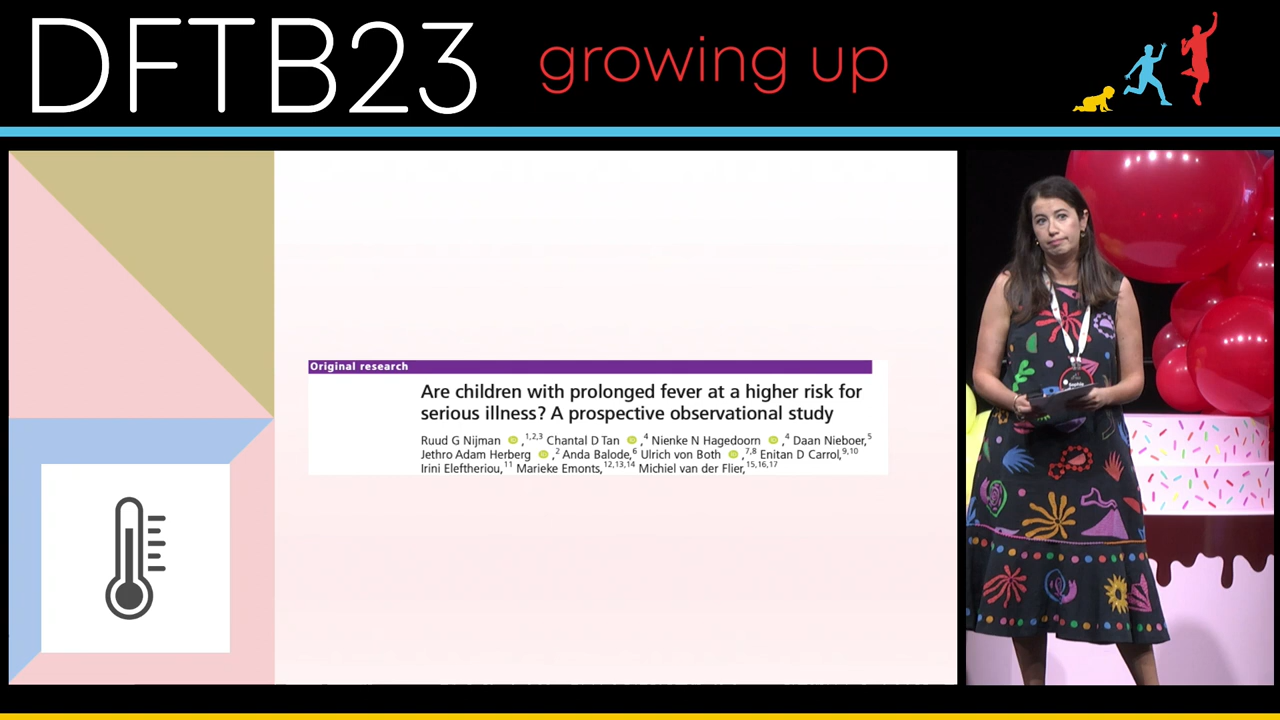 DFTB23
growing up
Original research
Are children with prolonged fever at a higher risk for
serious illness? A prospective observational study
Ruud G Nijman ,1,2,3 Chantal D Tan ,4 Nienke N Hagedoorn ,4 Daan Nieboer,5
Jethro Adam Herberg ,2 Anda Balode,6 Ulrich von Both ,7,8 Enitan D Carrol,9,10
Irini Eleftheriou,11 Marieke Emonts,12,13,14 Michiel van der Flier,15,16,17
Sophie